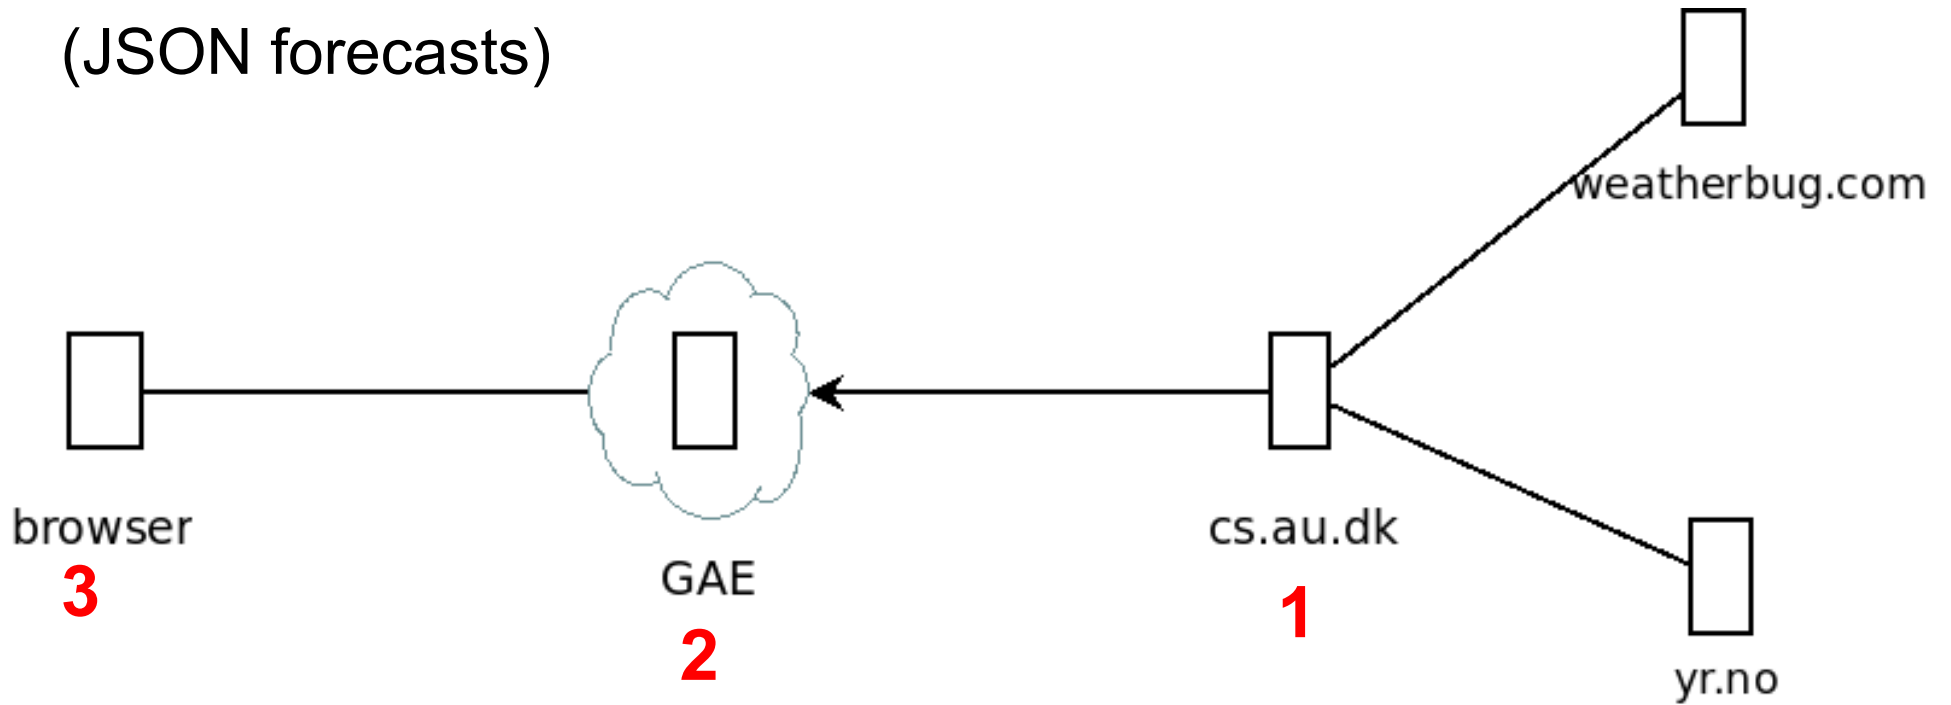 (JSON forecasts)
weatherbug.com
browser
3
GAE
2
cs.au.dk
1
yr.no